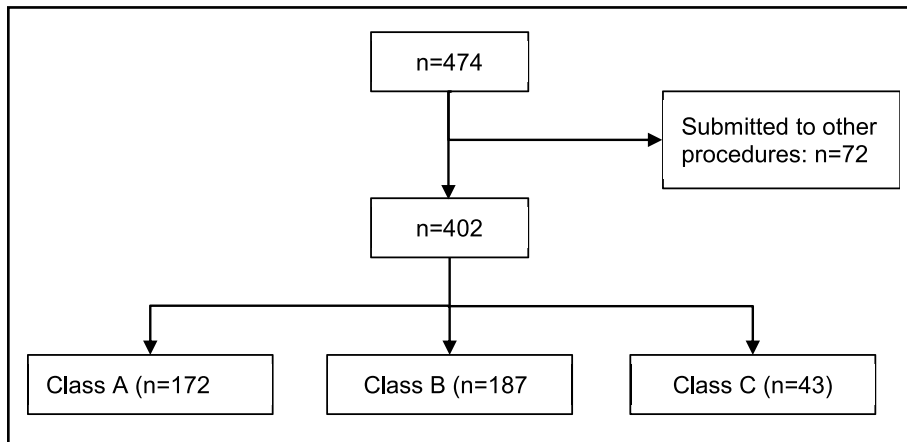 n=474
Submitted to other
procedures: n=72
n=402
Class A (n=172
Class B (n=187
Class C (n=43)